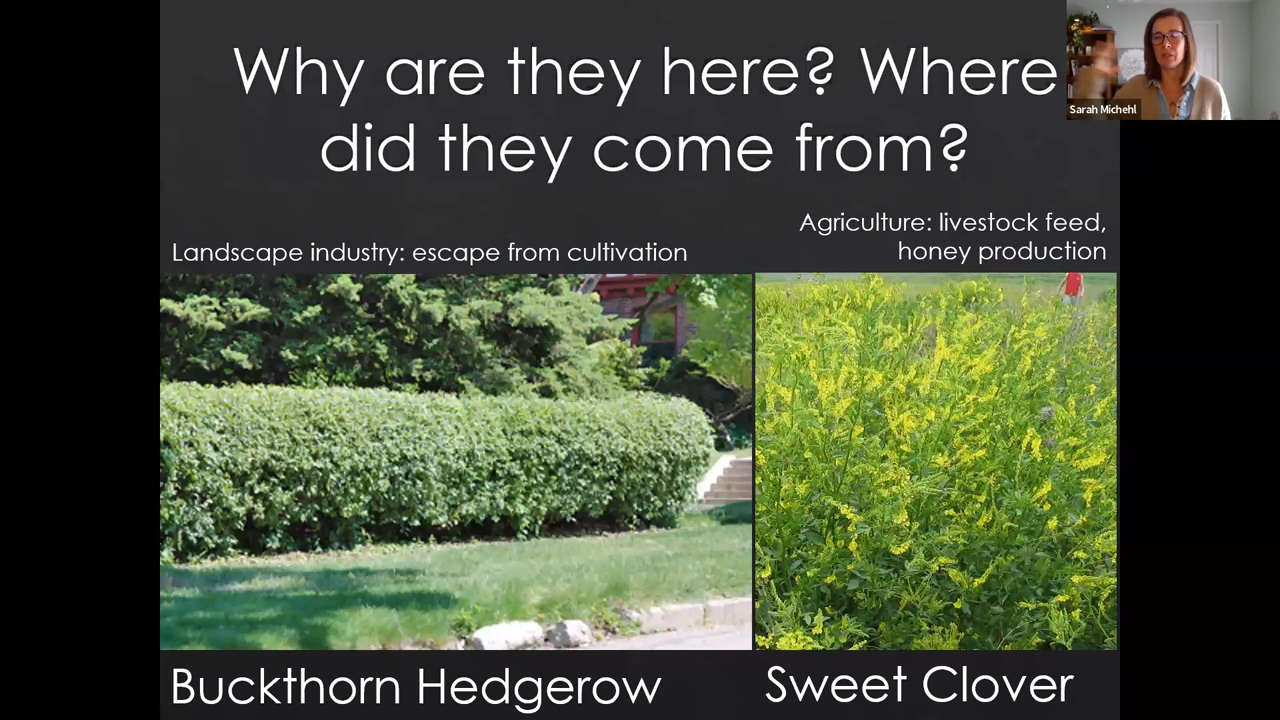 Why are they here? Where
did they come from?
Sarah Michehl
Agriculture: livestock feed,
honey production
Landscape industry: escape from cultivation
Buckthorn Hedgerow
Sweet Clover